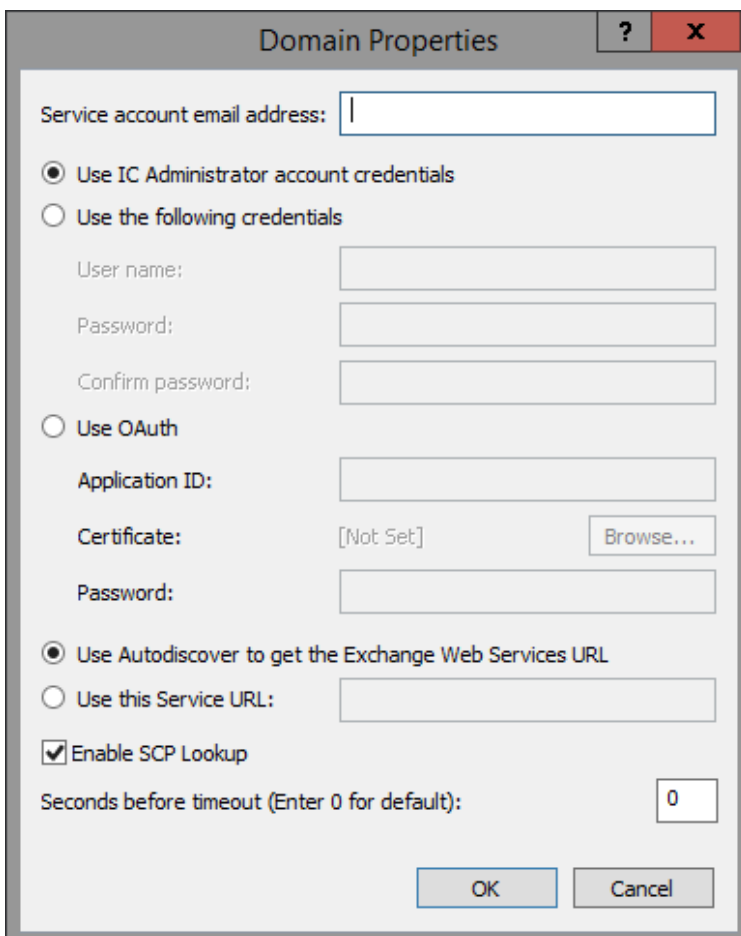 Domain Properties ? x
Service account email address:
Use IC Administrator account credentials
Use the following credentials
User name:
Password:
Confirm password:
Use OAuth
Application ID:
Certificate: [Not Set] Browse...
Password:
Use Autodiscover to get the Exchange Web Services URL
Use this Service URL:
Enable SCP Lookup
Seconds before timeout (Enter 0 for default): 0
OK Cancel